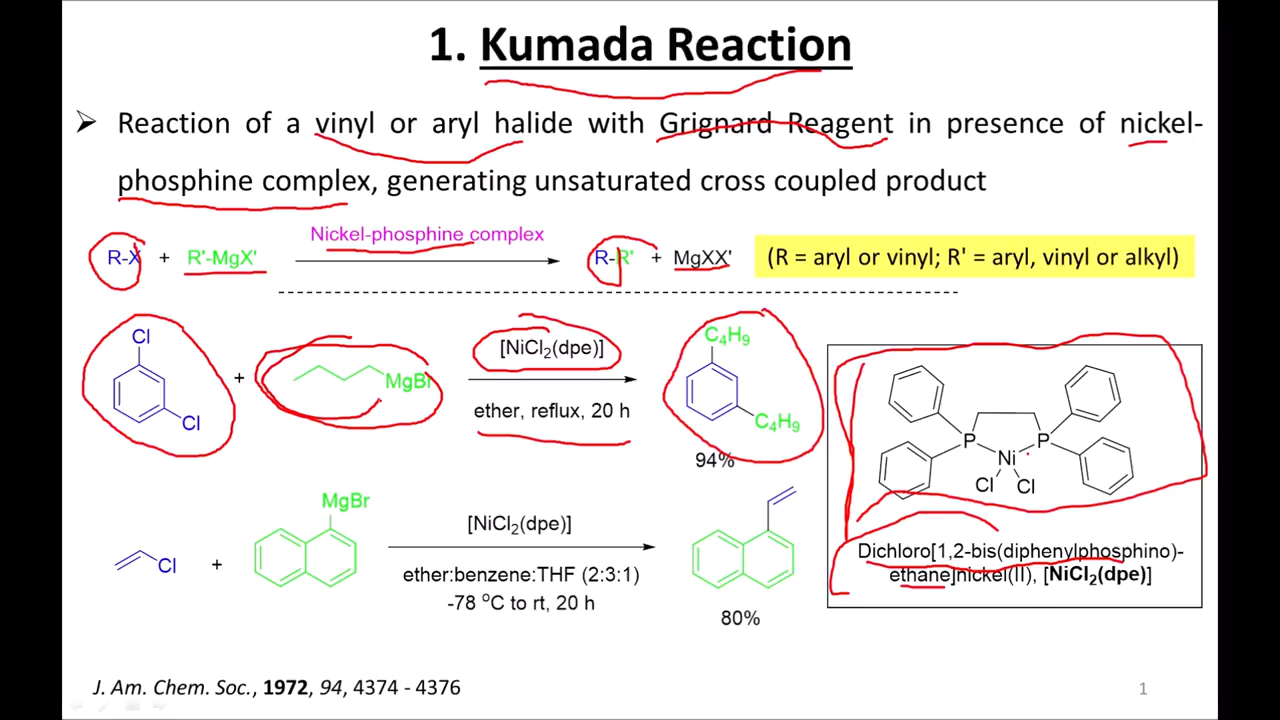 1. Kumada Reaction
➢ Reaction of a vinyl or aryl halide with Grignard Reagent in presence of nickel-
phosphine complex, generating unsaturated cross coupled product
Nickel-phosphine complex
R-X + R'-MgX' R-R' + MgXX' (R = aryl or vinyl; R' = aryl, vinyl or alkyl)
Cl
Cl
+
MgBr
[NiCl₂(dpe)]
ether, reflux, 20 h
C₄H₉
C₄H₉
94%
P
P
Ni
Cl
Cl
Dichloro[1,2-bis(diphenylphosphino)-
ethane]nickel(II), [NiCl₂(dpe)]
Cl
+
MgBr
[NiCl₂(dpe)]
ether:benzene:THF (2:3:1)
-78 °C to rt, 20 h
80%
J. Am. Chem. Soc., 1972, 94, 4374 - 4376
1